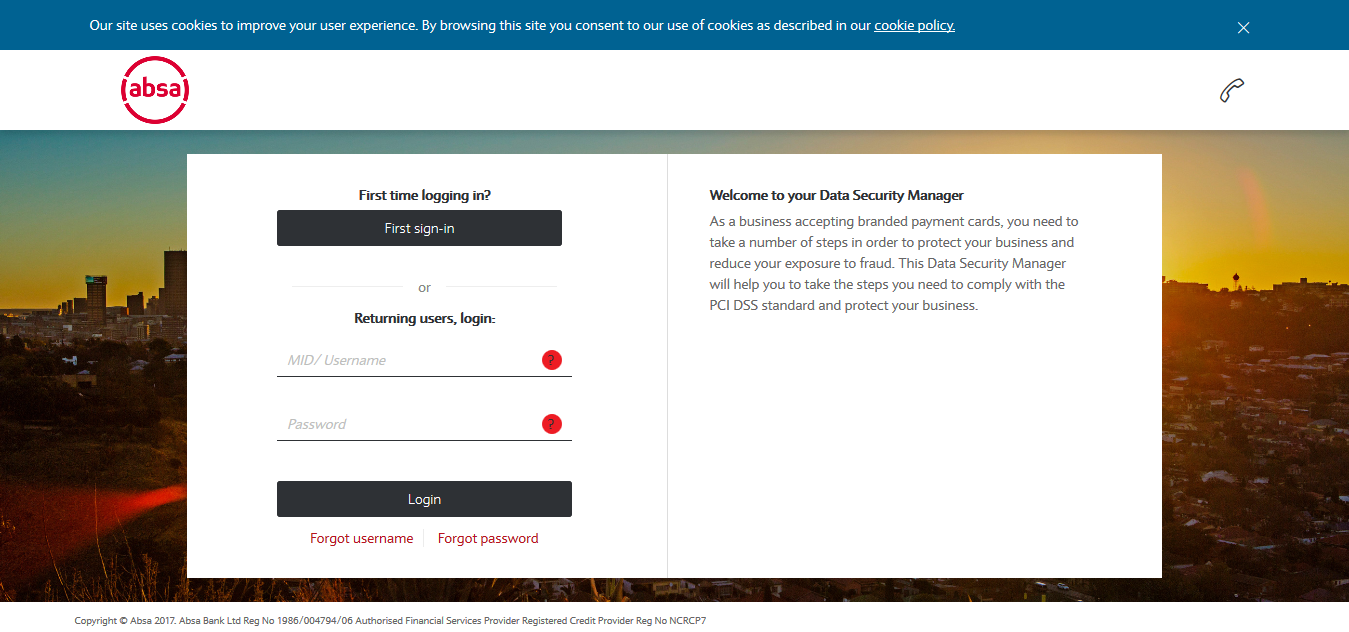 Our site uses cookies to improve your user experience. By browsing this site you consent to our use of cookies as described in our cookie policy.
absa
First time logging in?
First sign-in
or
Returning users, login:
MID/ Username
?
Password
?
Login
Forgot username
Forgot password
Welcome to your Data Security Manager
As a business accepting branded payment cards, you need to
take a number of steps in order to protect your business and
reduce your exposure to fraud. This Data Security Manager
will help you to take the steps you need to comply with the
PCI DSS standard and protect your business.
Copyright © Absa 2017. Absa Bank Ltd Reg No 1986/004794/06 Authorised Financial Services Provider Registered Credit Provider Reg No NCRCP7